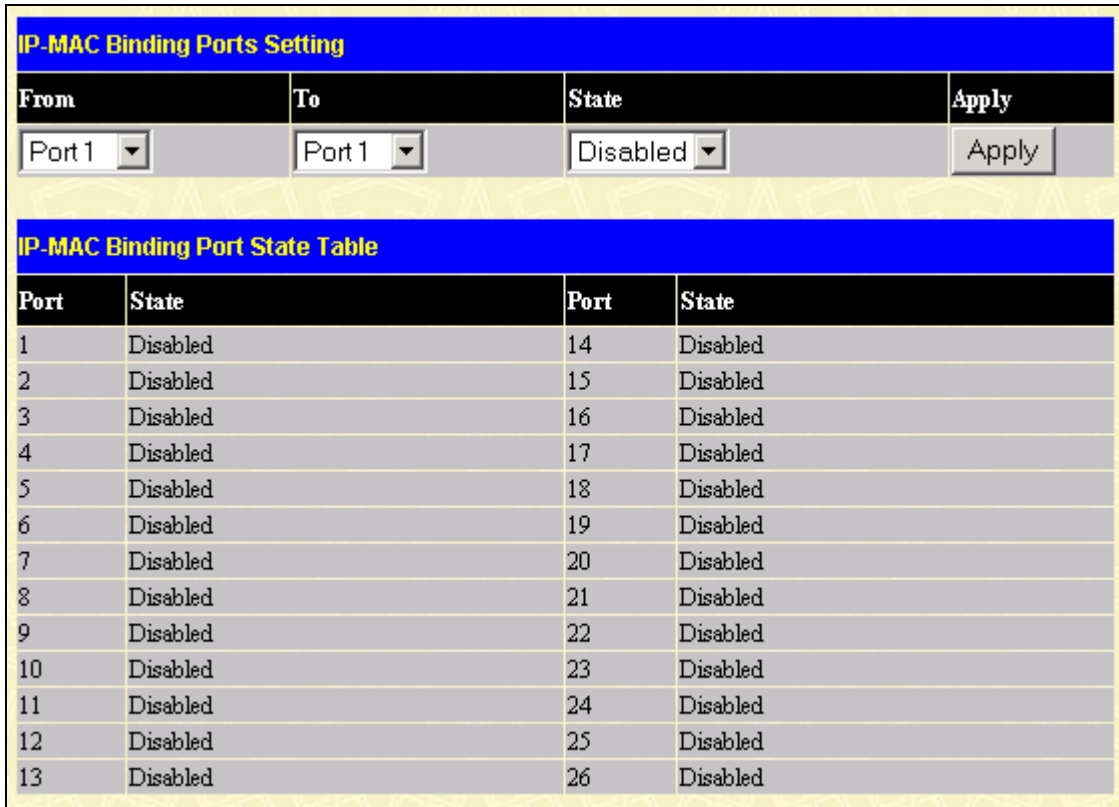 IP-MAC Binding Ports Setting
From To State Apply
Port 1 Port 1 Disabled Apply
IP-MAC Binding Port State Table
Port State Port State
1 Disabled 14 Disabled
2 Disabled 15 Disabled
3 Disabled 16 Disabled
4 Disabled 17 Disabled
5 Disabled 18 Disabled
6 Disabled 19 Disabled
7 Disabled 20 Disabled
8 Disabled 21 Disabled
9 Disabled 22 Disabled
10 Disabled 23 Disabled
11 Disabled 24 Disabled
12 Disabled 25 Disabled
13 Disabled 26 Disabled